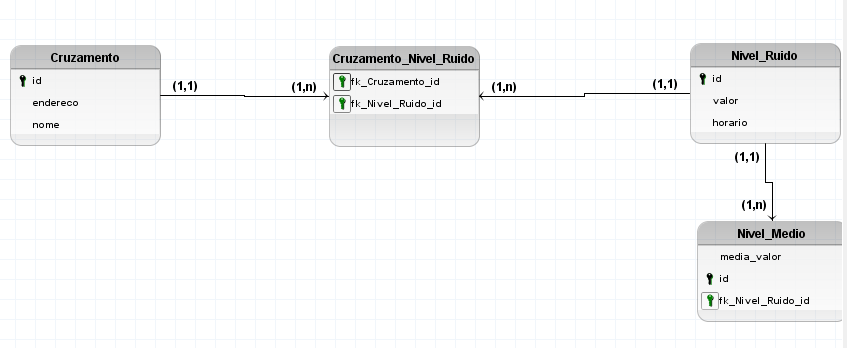 Cruzamento
id
endereco
nome
(1,1)
(1,n)
Cruzamento_Nivel_Ruido
fk_Cruzamento_id
fk_Nivel_Ruido_id
(1,n)
(1,1)
Nivel_Ruido
id
valor
horario
(1,1)
(1,n)
Nivel_Medio
media_valor
id
fk_Nivel_Ruido_id